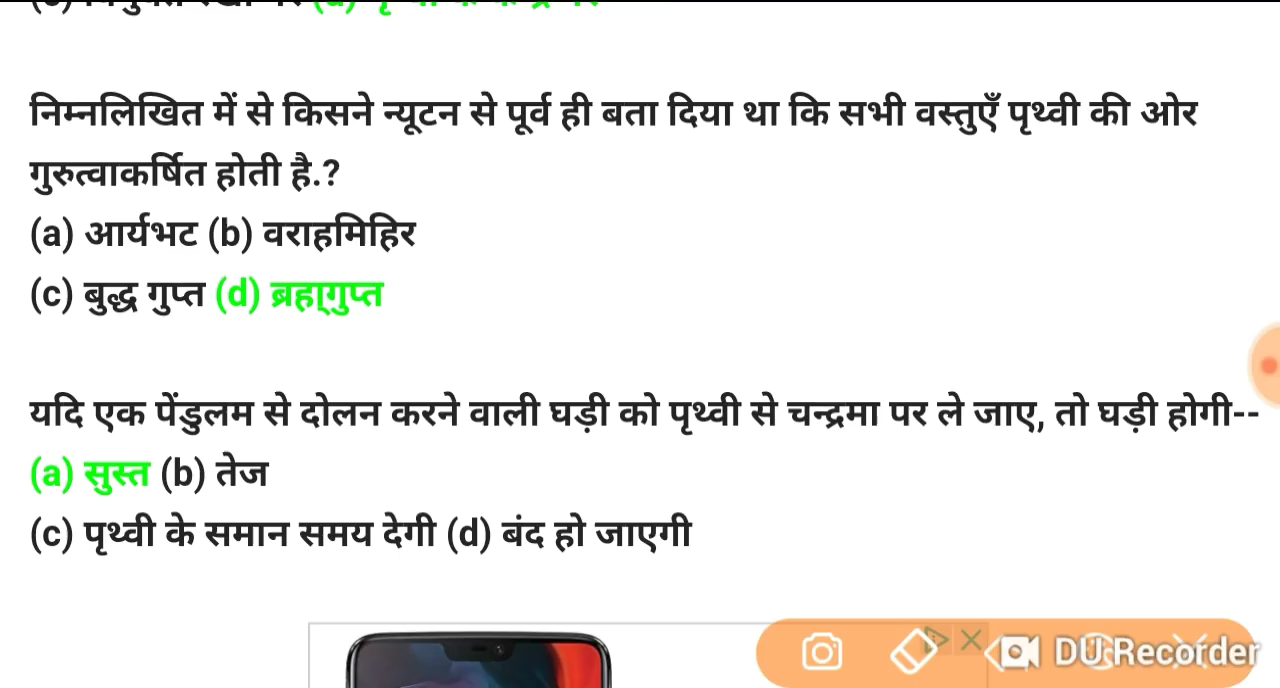 निम्नलिखित में से किसने न्यूटन से पूर्व ही बता दिया था कि सभी वस्तुएँ पृथ्वी की ओर
गुरुत्वाकर्षित होती है.?
(a) आर्यभट (b) वराहमिहिर
(c) बुद्ध गुप्त (d) ब्रह्मगुप्त
यदि एक पेंडुलम से दोलन करने वाली घड़ी को पृथ्वी से चन्द्रमा पर ले जाए, तो घड़ी होगी--
(a) सुस्त (b) तेज
(c) पृथ्वी के समान समय देगी (d) बंद हो जाएगी
DU Recorder